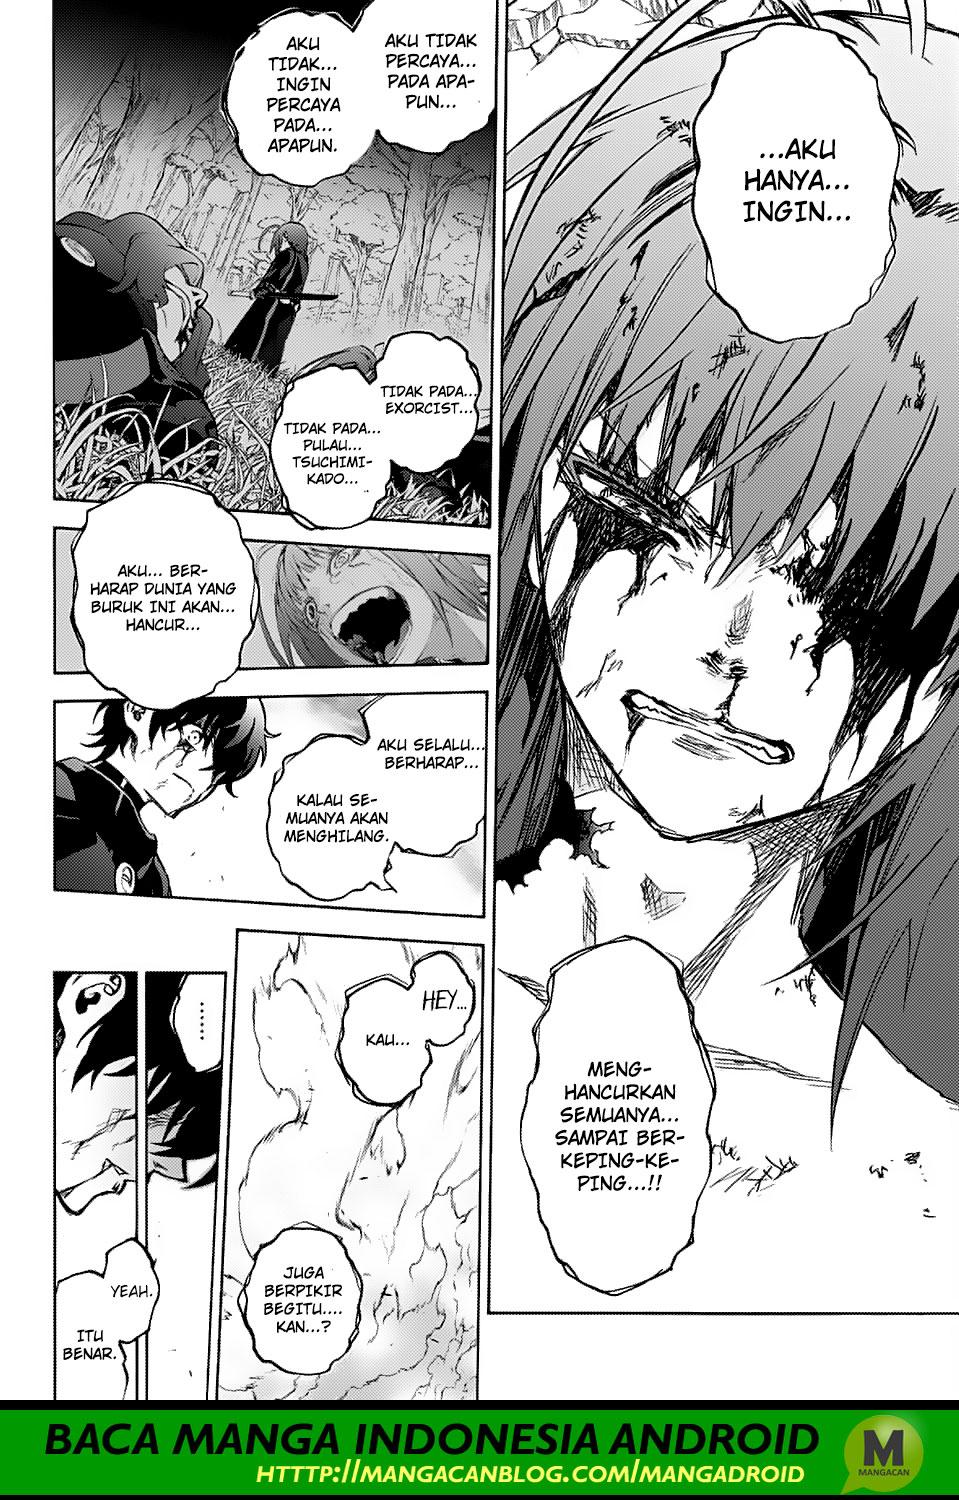 ...AKU
HANYA...
INGIN...
MENG-
HANCURKAN
SEMUANYA...
SAMPAI BER-
KEPING-KE-
PING...!!
AKU TIDAK
PERCAYA...
PADA APA-
PUN...
AKU
TIDAK...
INGIN
PERCAYA
PADA...
APAPUN.
TIDAK PADA...
EXORCIST...
TIDAK PADA...
PULAU...
TSUCHIMI-
KADO...
AKU... BER-
HARAP DUNIA YANG
BURUK INI AKAN...
HANCUR...
AKU SELALU...
BERHARAP...
KALAU SE-
MUANYA AKAN
MENGHILANG.
HEY...
KAU...
JUGA
BERPIKIR
BEGITU....
KAN...?
......
YEAH.
ITU
BENAR.
BACA MANGA INDONESIA ANDROID
HTTTP://MANGACANBLOG.COM/MANGADROID
M
MANGACAN